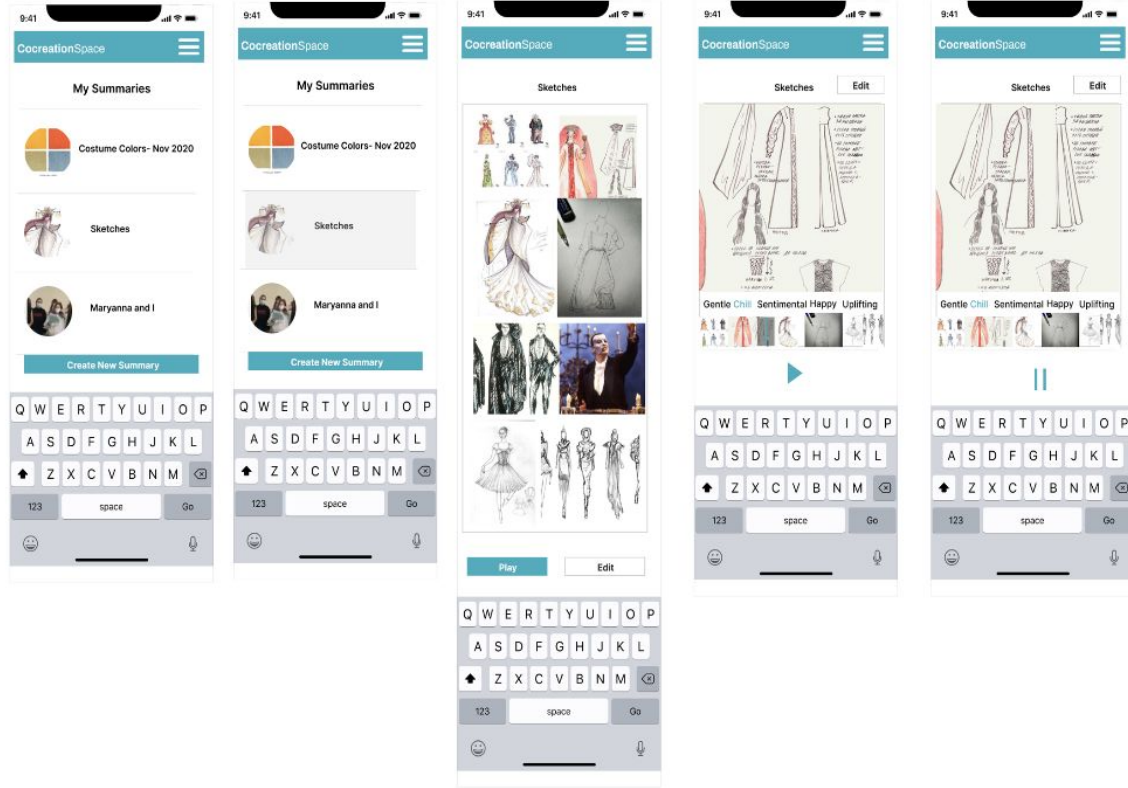 9:41
CocreationSpace
My Summaries
Costume Colors- Nov 2020
Sketches
Maryanna and I
Create New Summary
Q W E R T Y U I O P
A S D F G H J K L
Z X C V B N M
123 space Go
9:41
CocreationSpace
My Summaries
Costume Colors- Nov 2020
Sketches
Maryanna and I
Create New Summary
Q W E R T Y U I O P
A S D F G H J K L
Z X C V B N M
123 space Go
9:41
CocreationSpace
Sketches
Play Edit
Q W E R T Y U I O P
A S D F G H J K L
Z X C V B N M
123 space Go
9:41
CocreationSpace
Sketches Edit
Gentle Chill Sentimental Happy Uplifting
Q W E R T Y U I O P
A S D F G H J K L
Z X C V B N M
123 space Go
9:41
CocreationSpace
Sketches Edit
Gentle Chill Sentimental Happy Uplifting
Q W E R T Y U I O P
A S D F G H J K L
Z X C V B N M
123 space Go